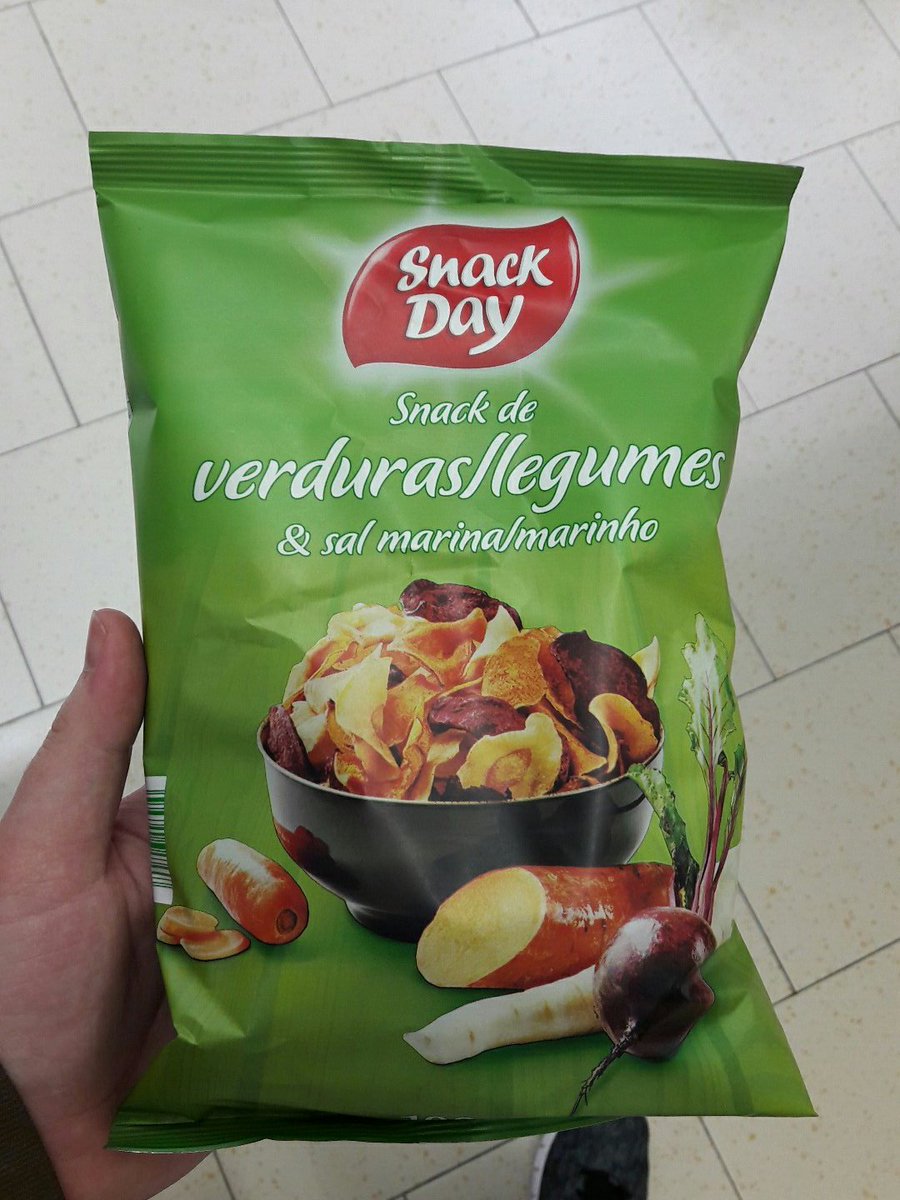 Snack
Day
Snack de
verduras/legumes
& sal marina/marinho